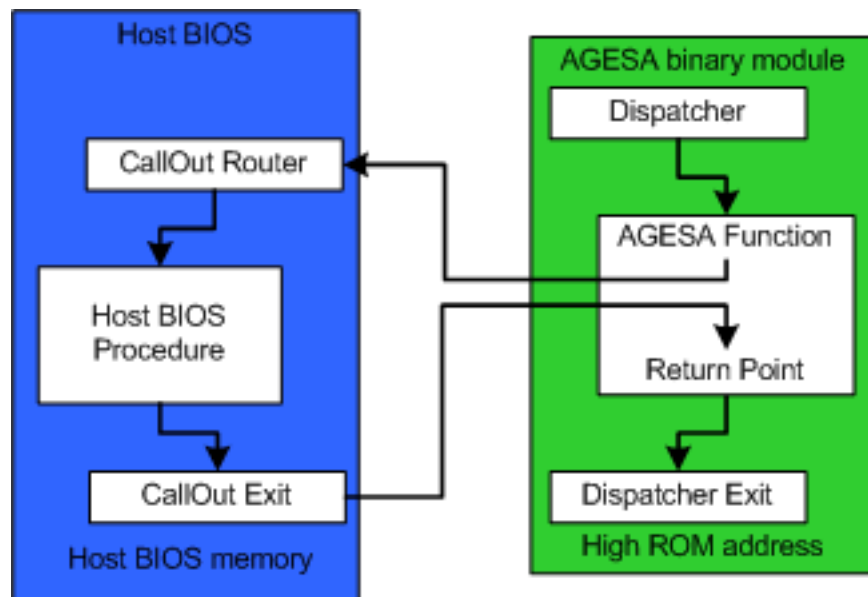 Host BIOS
CallOut Router
Host BIOS
Procedure
CallOut Exit
Host BIOS memory
AGESA binary module
Dispatcher
AGESA Function
Return Point
Dispatcher Exit
High ROM address